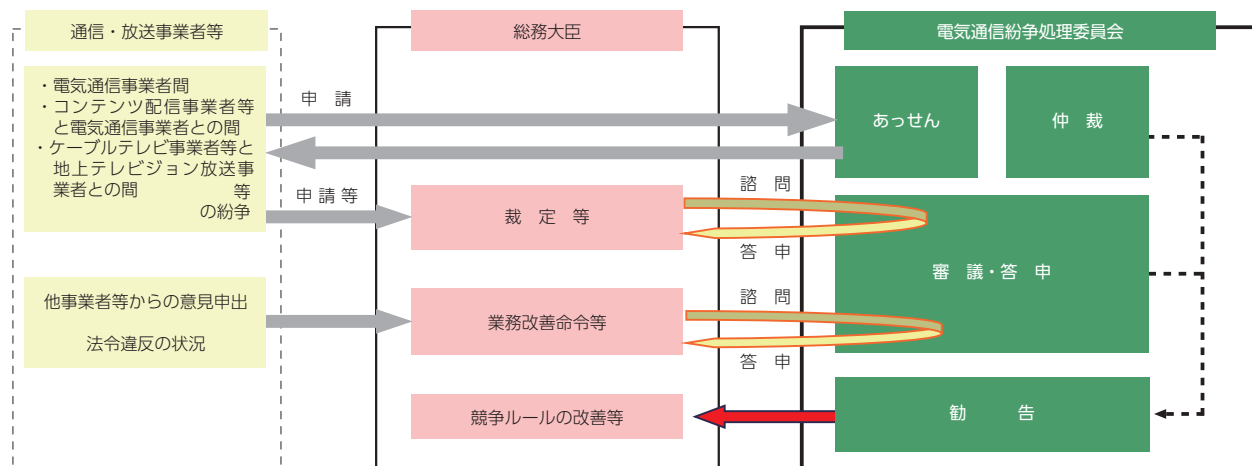 通信・放送事業者等
・電気通信事業者間
・コンテンツ配信事業者等
と電気通信事業者との間
・ケーブルテレビ事業者等と
地上テレビジョン放送事
業者との間 等
の紛争
他事業者等からの意見申出
法令違反の状況
申 請
申 請 等
総務大臣
裁 定 等
業務改善命令等
競争ルールの改善等
諮 問
答 申
諮 問
答 申
電気通信紛争処理委員会
あっせん
仲 裁
審 議・答 申
勧 告